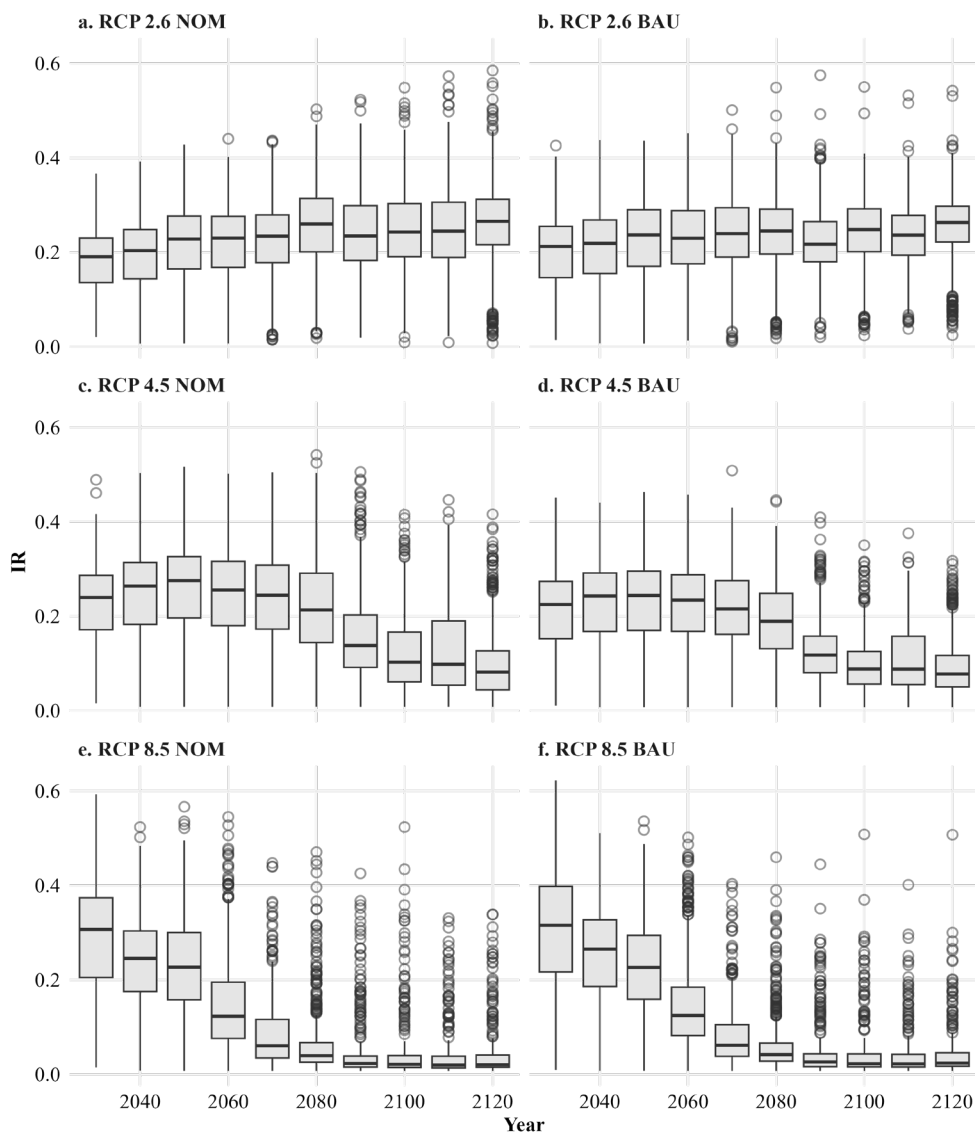 a. RCP 2.6 NOM
b. RCP 2.6 BAU
0.6
0.4
0.2
0.0
c. RCP 4.5 NOM
d. RCP 4.5 BAU
0.6
0.4
IR
0.2
0.0
e. RCP 8.5 NOM
f. RCP 8.5 BAU
0.6
0.4
0.2
0.0
2040 2060 2080 2100 2120 2040 2060 2080 2100 2120
Year